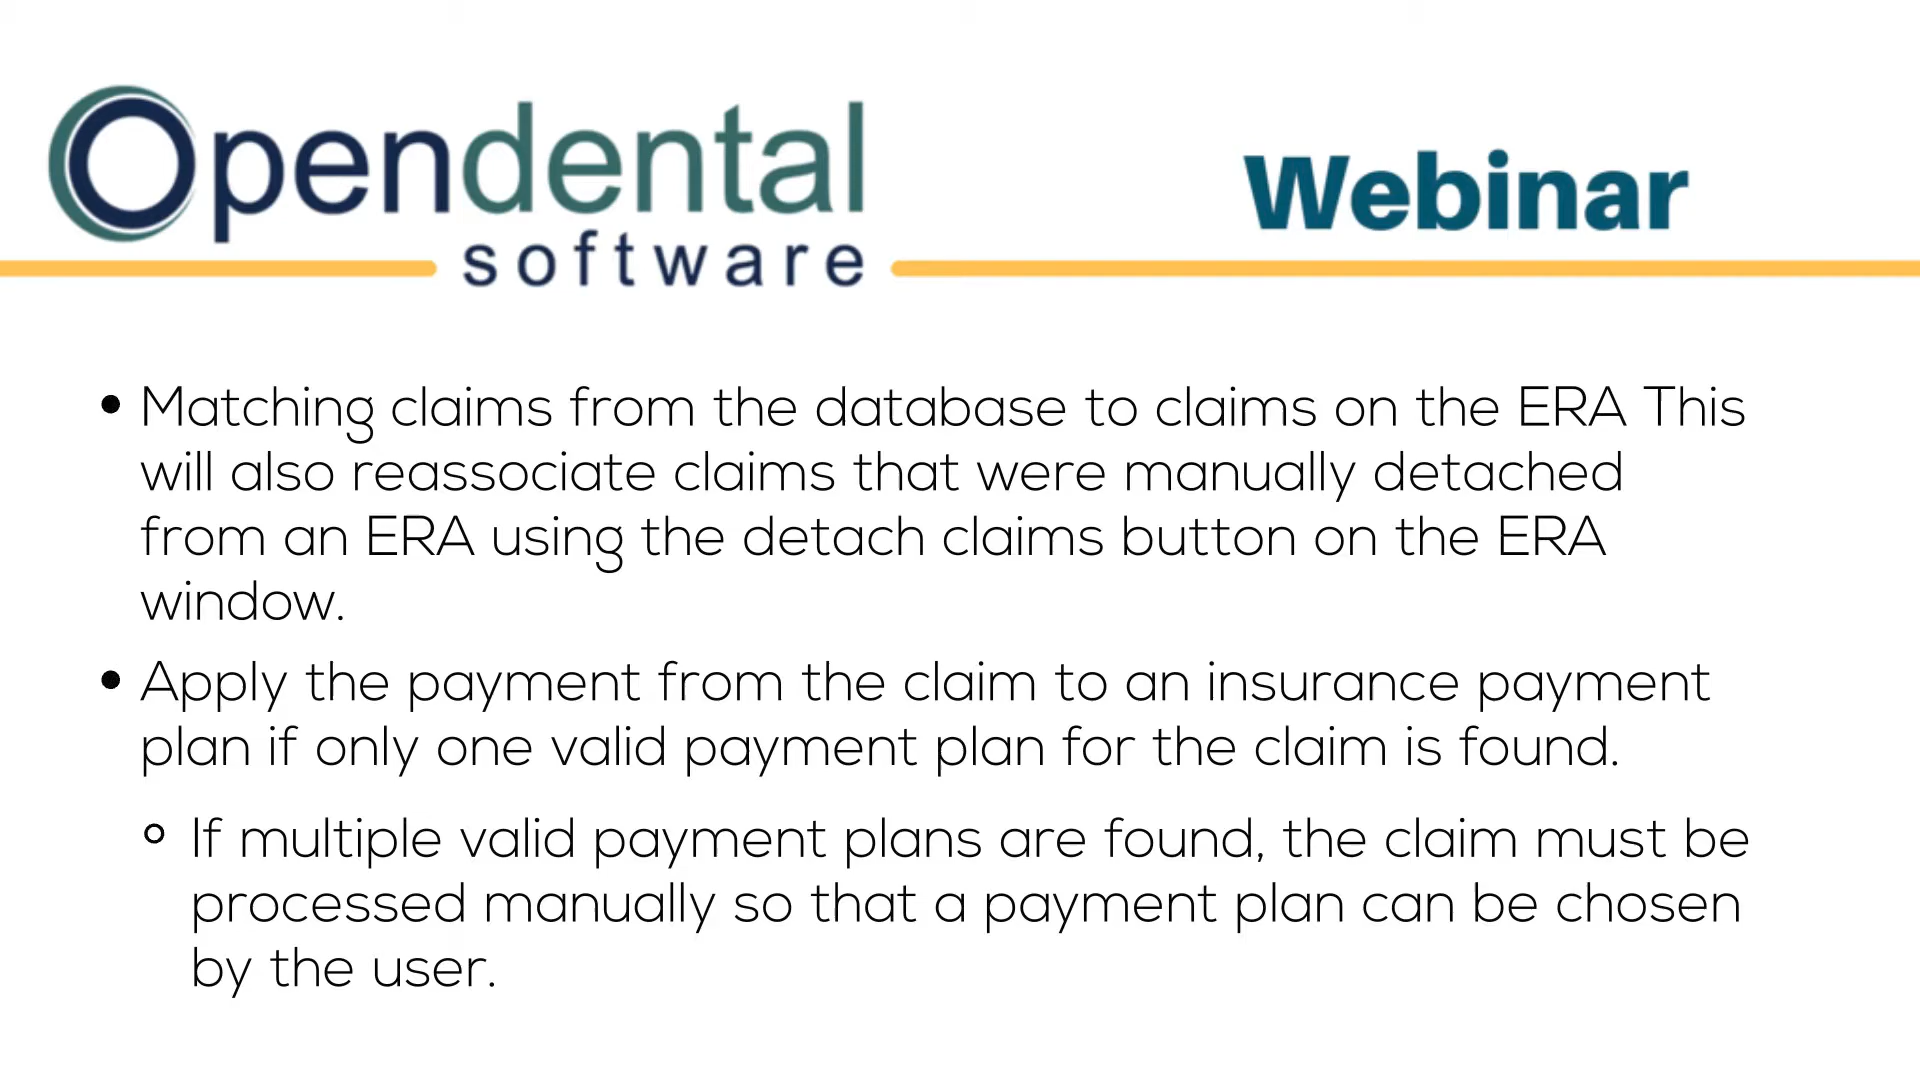 Opendental
software
Webinar
• Matching claims from the database to claims on the ERA This
will also reassociate claims that were manually detached
from an ERA using the detach claims button on the ERA
window.
• Apply the payment from the claim to an insurance payment
plan if only one valid payment plan for the claim is found.
◦ If multiple valid payment plans are found, the claim must be
processed manually so that a payment plan can be chosen
by the user.